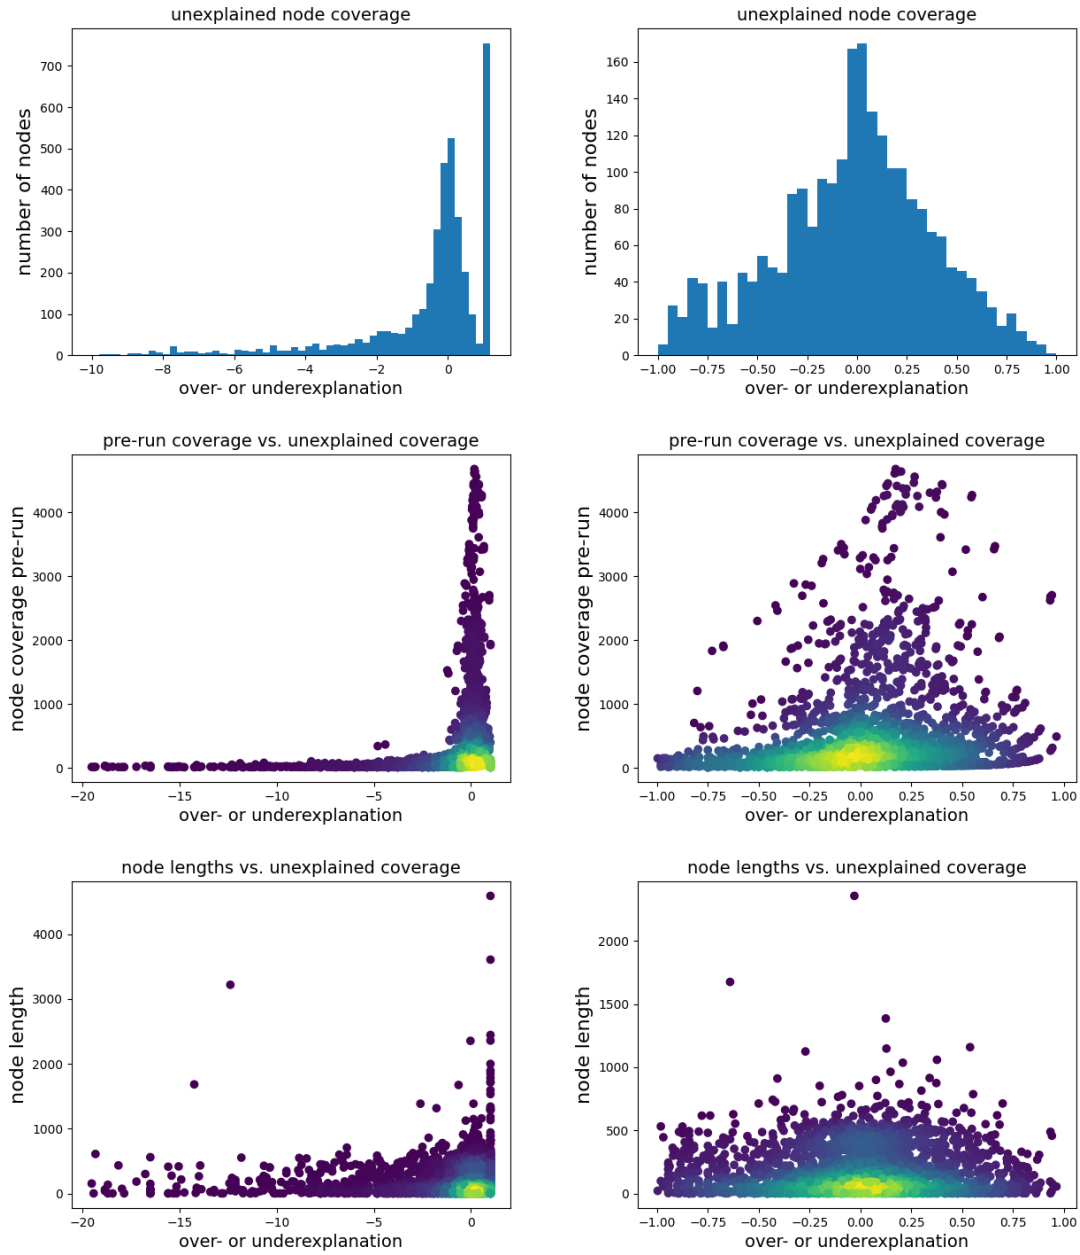 unexplained node coverage
number of nodes
700
600
500
400
300
200
100
0
−10 −8 −6 −4 −2 0
over- or underexplanation
unexplained node coverage
number of nodes
160
140
120
100
80
60
40
20
0
−1.00 −0.75 −0.50 −0.25 0.00 0.25 0.50 0.75 1.00
over- or underexplanation
pre-run coverage vs. unexplained coverage
node coverage pre-run
4000
3000
2000
1000
0
−20 −15 −10 −5 0
over- or underexplanation
pre-run coverage vs. unexplained coverage
node coverage pre-run
4000
3000
2000
1000
0
−1.00 −0.75 −0.50 −0.25 0.00 0.25 0.50 0.75 1.00
over- or underexplanation
node lengths vs. unexplained coverage
node length
4000
3000
2000
1000
0
−20 −15 −10 −5 0
over- or underexplanation
node lengths vs. unexplained coverage
node length
2000
1500
1000
500
0
−1.00 −0.75 −0.50 −0.25 0.00 0.25 0.50 0.75 1.00
over- or underexplanation